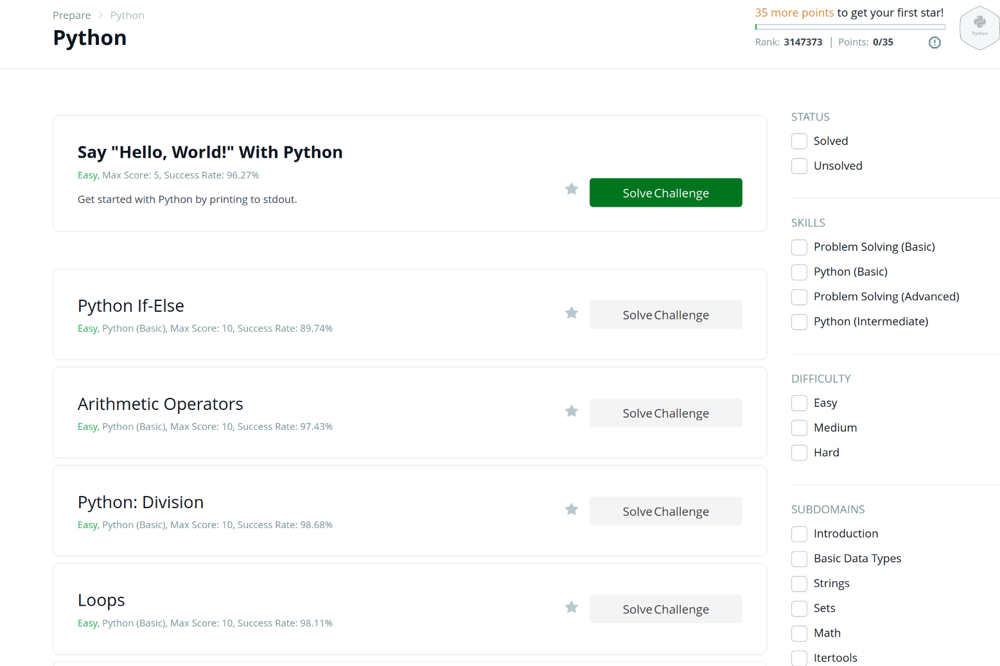 Prepare > Python
Python
35 more points to get your first star!
Rank: 3147373 | Points: 0/35
Python
Say "Hello, World!" With Python
Easy, Max Score: 5, Success Rate: 96.27%
Get started with Python by printing to stdout.
Solve Challenge
Python If-Else
Easy, Python (Basic), Max Score: 10, Success Rate: 89.74%
Solve Challenge
Arithmetic Operators
Easy, Python (Basic), Max Score: 10, Success Rate: 97.43%
Solve Challenge
Python: Division
Easy, Python (Basic), Max Score: 10, Success Rate: 98.68%
Solve Challenge
Loops
Easy, Python (Basic), Max Score: 10, Success Rate: 98.11%
Solve Challenge
STATUS
Solved
Unsolved
SKILLS
Problem Solving (Basic)
Python (Basic)
Problem Solving (Advanced)
Python (Intermediate)
DIFFICULTY
Easy
Medium
Hard
SUBDOMAINS
Introduction
Basic Data Types
Strings
Sets
Math
Itertools